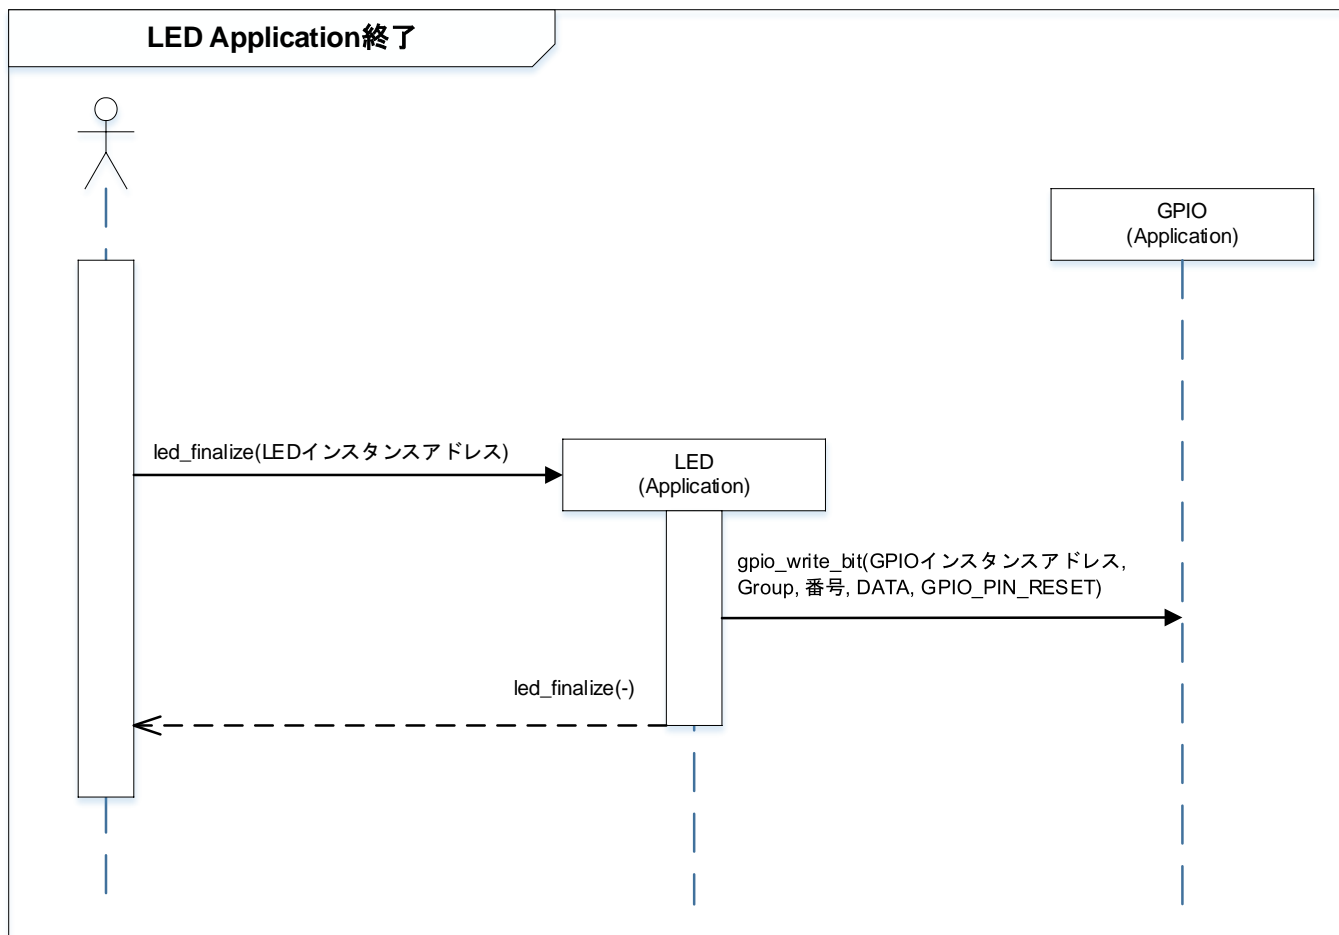 LED Application終了
GPIO
(Application)
led_finalize(LEDインスタンスアドレス)
LED
(Application)
gpio_write_bit(GPIOインスタンスアドレス,
Group, 番号, DATA, GPIO_PIN_RESET)
led_finalize(-)